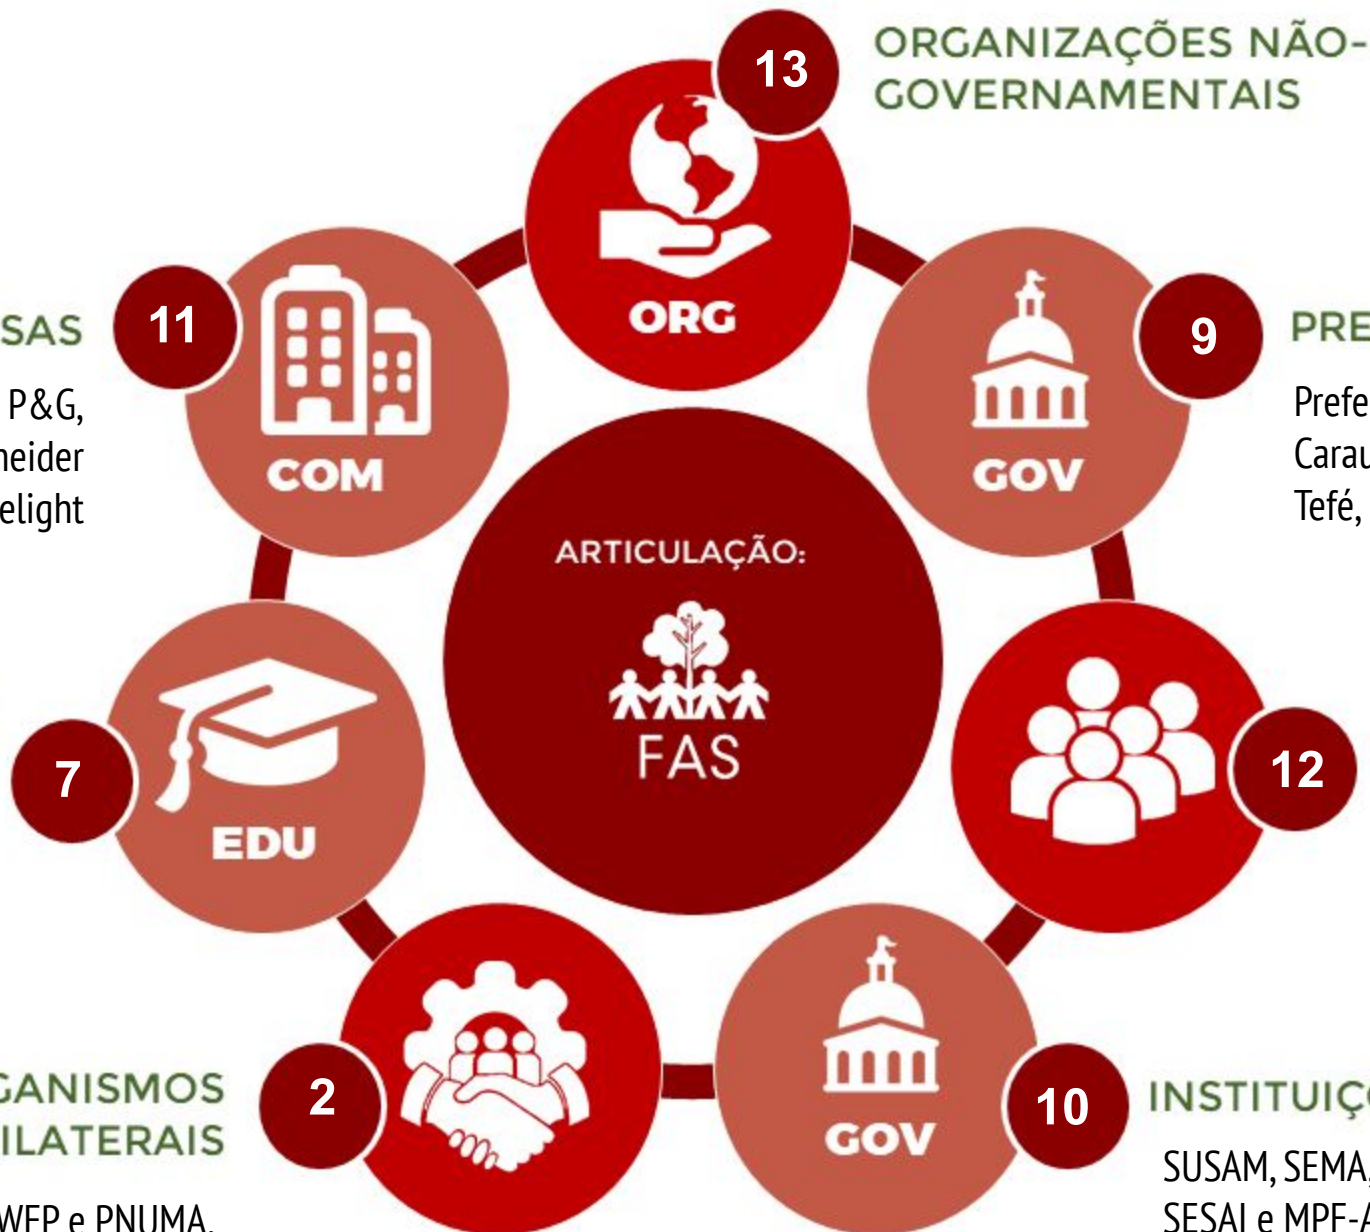 13
ORGANIZAÇÕES NÃO-
GOVERNAMENTAIS
ORG
SAS
11
P&G,
neider
elight
COM
9
PRE
Prefe
Carau
Tefé,
GOV
ARTICULAÇÃO:
FAS
7
EDU
12
GANISMOS
ILATERAIS
2
WFP e PNUMA.
GOV
10
INSTITUIÇ
SUSAM, SEMA,
SESAI e MPF-A